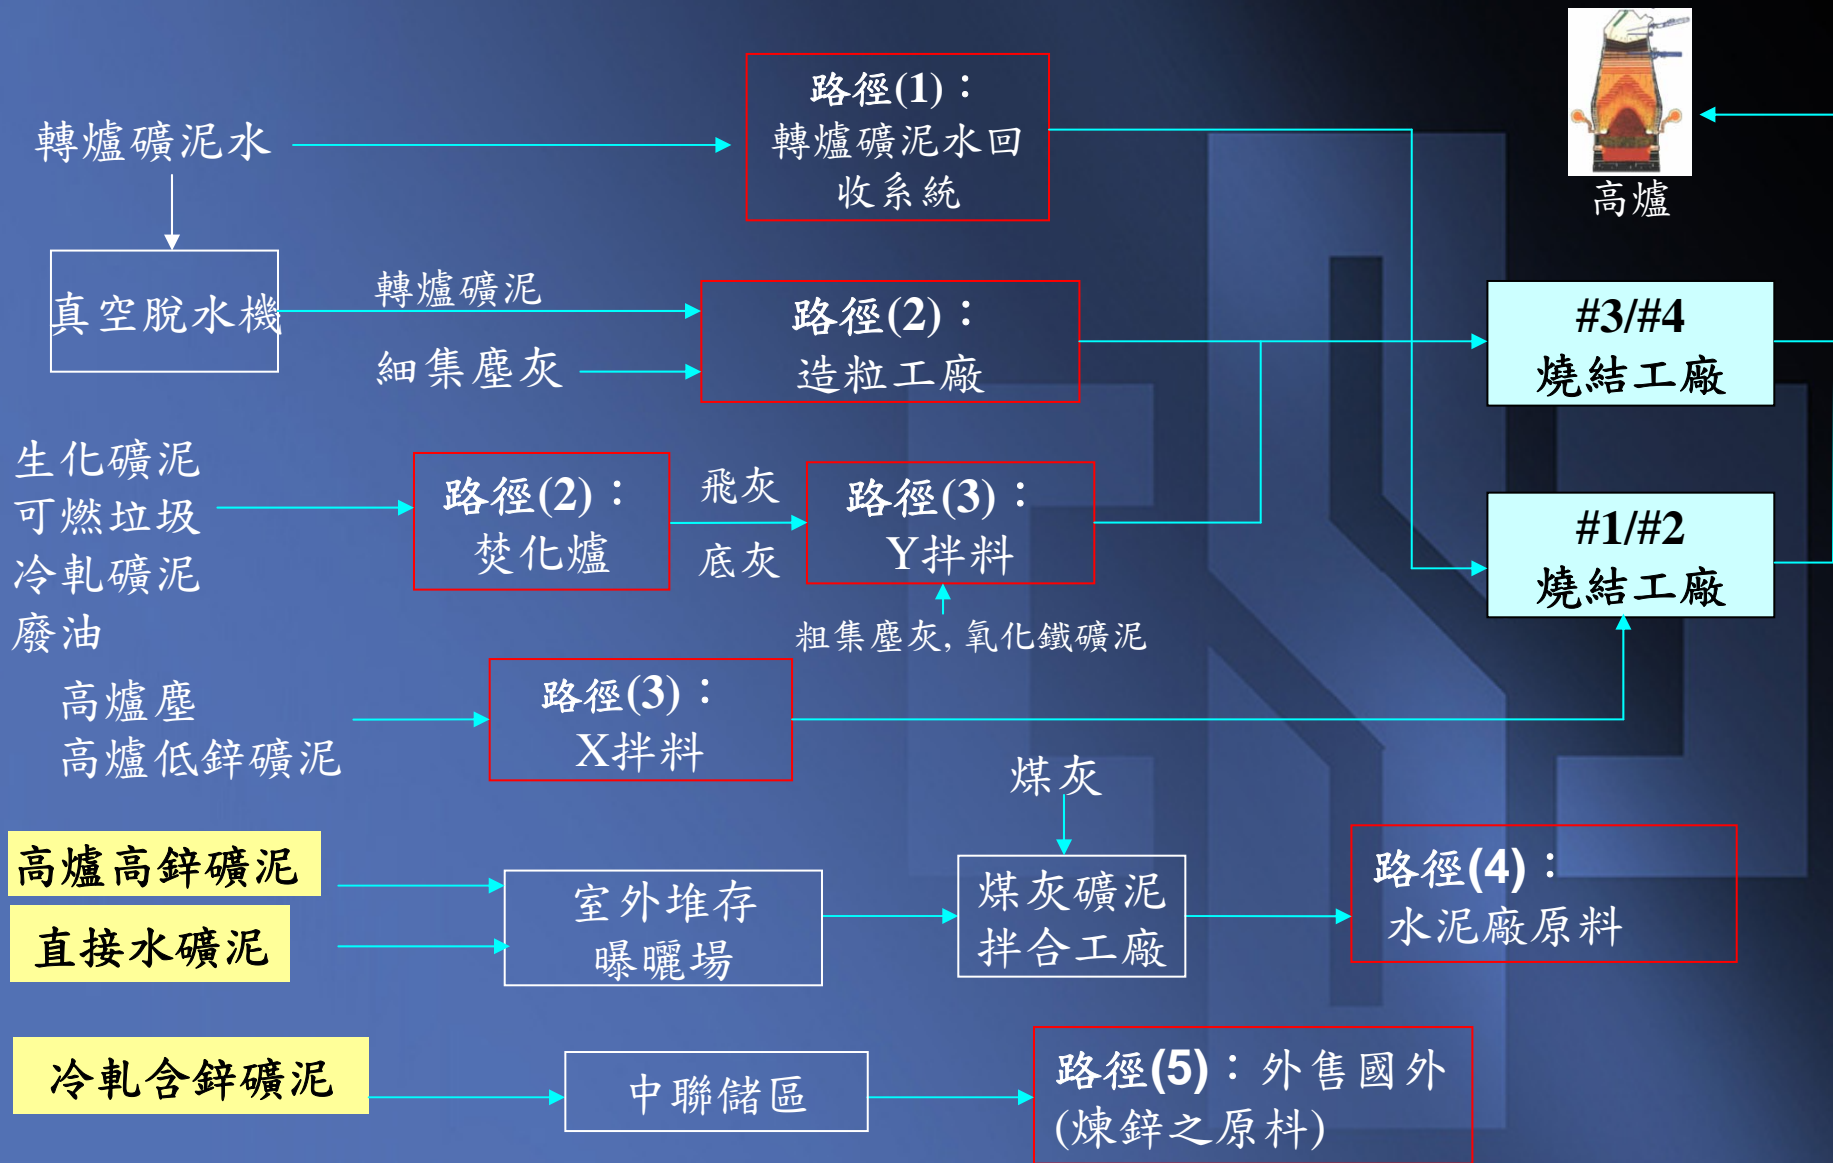 路徑(1)：
轉爐礦泥水回
收系統
轉爐礦泥水
高爐
真空脫水機
轉爐礦泥
細集塵灰
路徑(2)：
造粒工廠
#3/#4
燒結工廠
生化礦泥
可燃垃圾
冷軋礦泥
廢油
路徑(2)：
焚化爐
飛灰
底灰
路徑(3)：
Y拌料
粗集塵灰, 氧化鐵礦泥
#1/#2
燒結工廠
高爐塵
高爐低鋅礦泥
路徑(3)：
X拌料
煤灰
高爐高鋅礦泥
直接水礦泥
室外堆存
曝曬場
煤灰礦泥
拌合工廠
路徑(4)：
水泥廠原料
冷軋含鋅礦泥
中聯儲區
路徑(5)：外售國外
(煉鋅之原料)